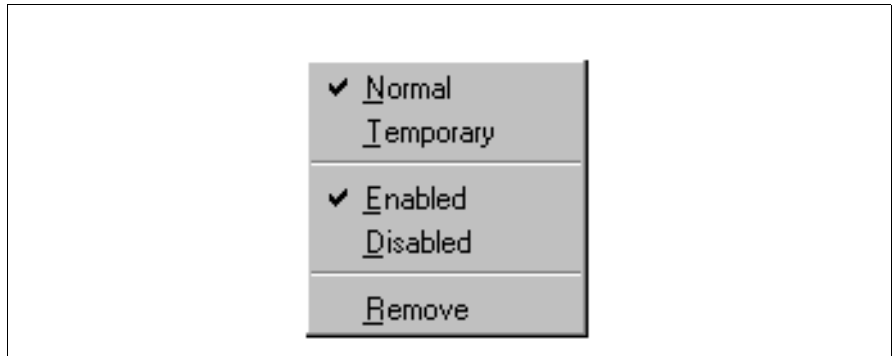 Normal
Temporary
Enabled
Disabled
Remove